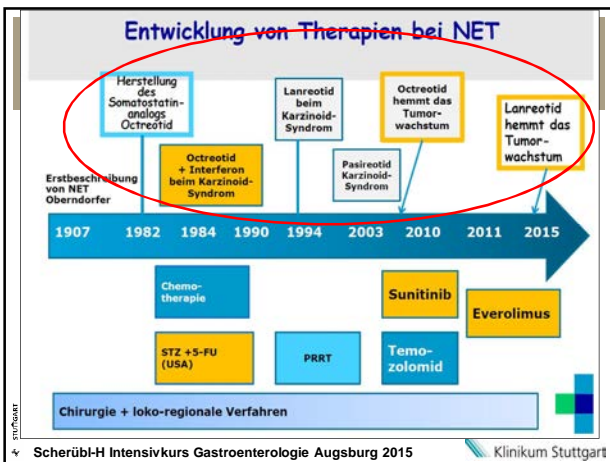 Entwicklung von Therapien bei NET
Herstellung
des
Somatostatin-
analogs
Octreotid
Lanreotid
beim
Karzinoid-
Syndrom
Octreotid
hemmt das
Tumor-
wachstum
Lanreotid
hemmt das
Tumor-
wachstum
Octreotid
+ Interferon
beim Karzinoid-
Syndrom
Pasireotid
Karzinoid-
Syndrom
Erstbeschreibung
von NET
Oberndorfer
1907 1982 1984 1990 1994 2003 2010 2011 2015
Chemo-
therapie
Sunitinib
Everolimus
STZ +5-FU
(USA)
PRRT
Temo-
zolomid
Chirurgie + loko-regionale Verfahren
STUTTGART
Scherübl-H Intensivkurs Gastroenterologie Augsburg 2015
Klinikum Stuttgart